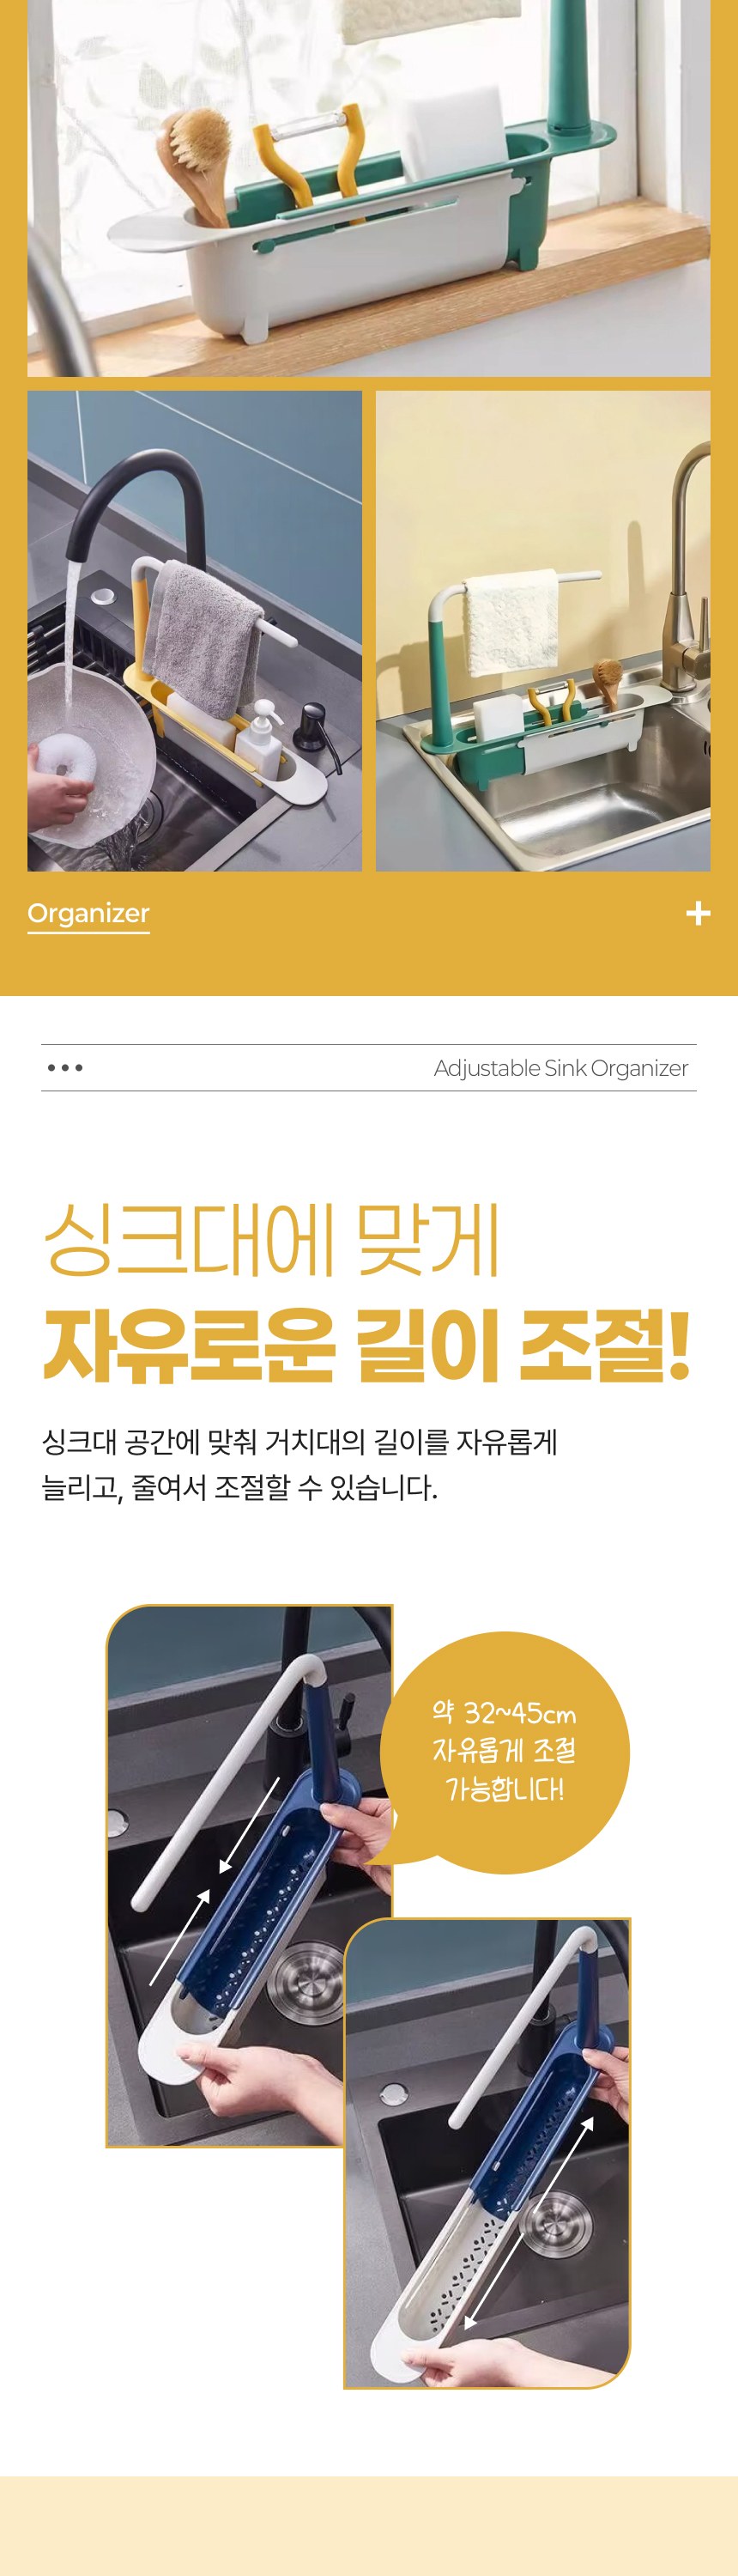 Organizer
Adjustable Sink Organizer
싱크대에 맞게
자유로운 길이 조절!
싱크대 공간에 맞춰 거치대의 길이를 자유롭게
늘리고, 줄여서 조절할 수 있습니다.
약 32~45cm
자유롭게 조절
가능합니다!